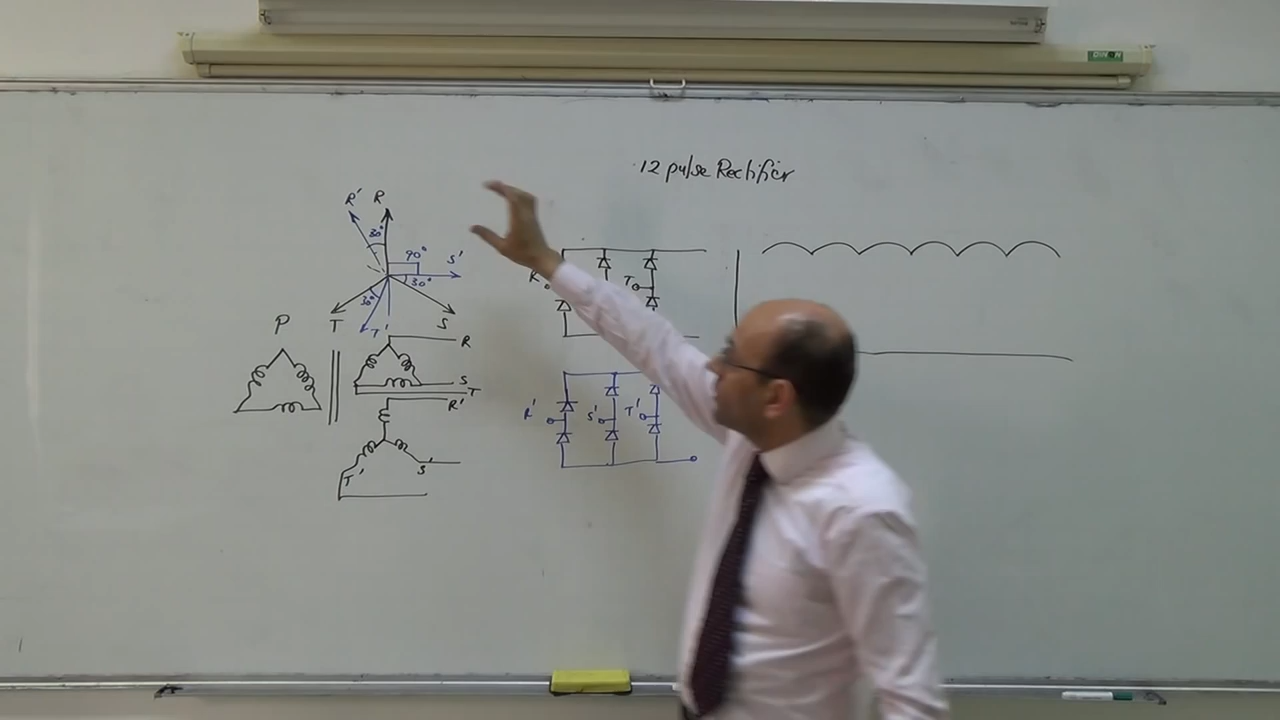 12 pulse Rectifier
R' R
30°
90° S'
30°
30°
T T' S
P
R
S
T
R'
T' S'
R T
R' S' T'